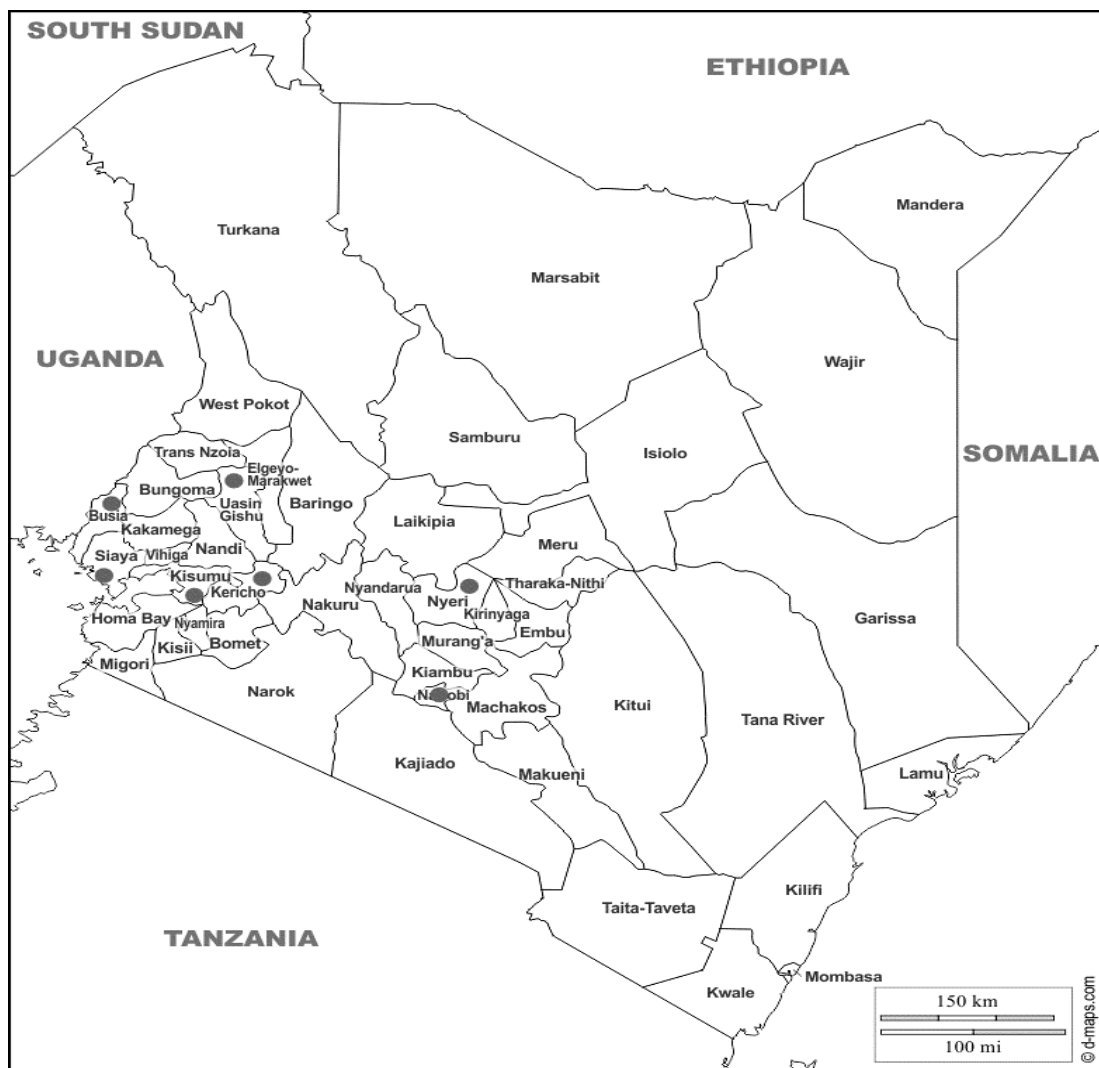 SOUTH SUDAN
ETHIOPIA
Mandera
Turkana
Marsabit
UGANDA
Wajir
West Pokot
Samburu
Isiolo
SOMALIA
Trans Nzoia
Elgeyo-
Marakwet
Bungoma
Uasin
Gishu
Baringo
Busia
Kakamega
Laikipia
Meru
Siaya
Vihiga
Nandi
Kisumu
Kericho
Nyandarua
Nakuru
Nyeri
Tharaka-Nithi
Kirinyaga
Embu
Garissa
Homa Bay
Nyamira
Kisii
Bomet
Murang'a
Migori
Kiambu
Narok
Nairobi
Machakos
Kitui
Tana River
Kajiado
Makueni
Lamu
Kilifi
Taita-Taveta
TANZANIA
Mombasa
Kwale
150 km
100 mi
© d-maps.com